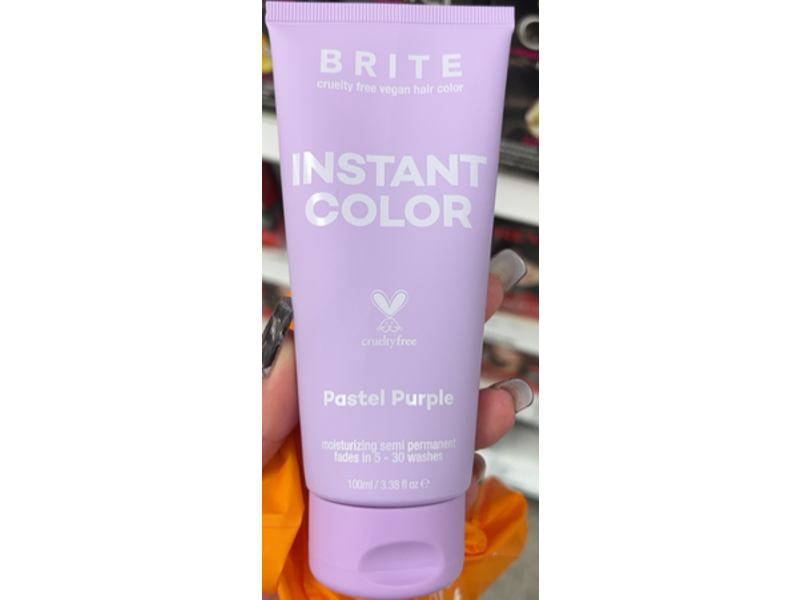 BRITE
cruelty free vegan hair color
INSTANT
COLOR
crueltyfree
Pastel Purple
moisturizing semi permanent
fades in 5 - 30 washes
100ml / 3.38 fl oz ℮